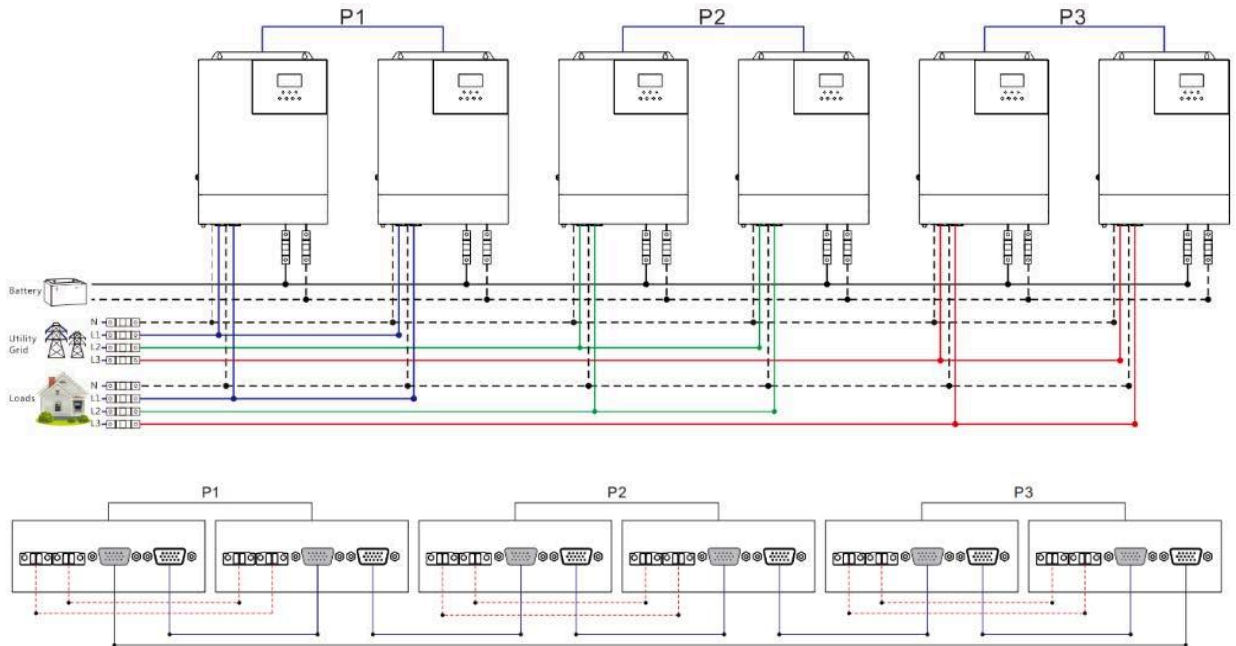 P1 P2 P3
Battery
N
L1
Utility Grid
L2
L3
N
Loads
L1
L2
L3
P1 P2 P3